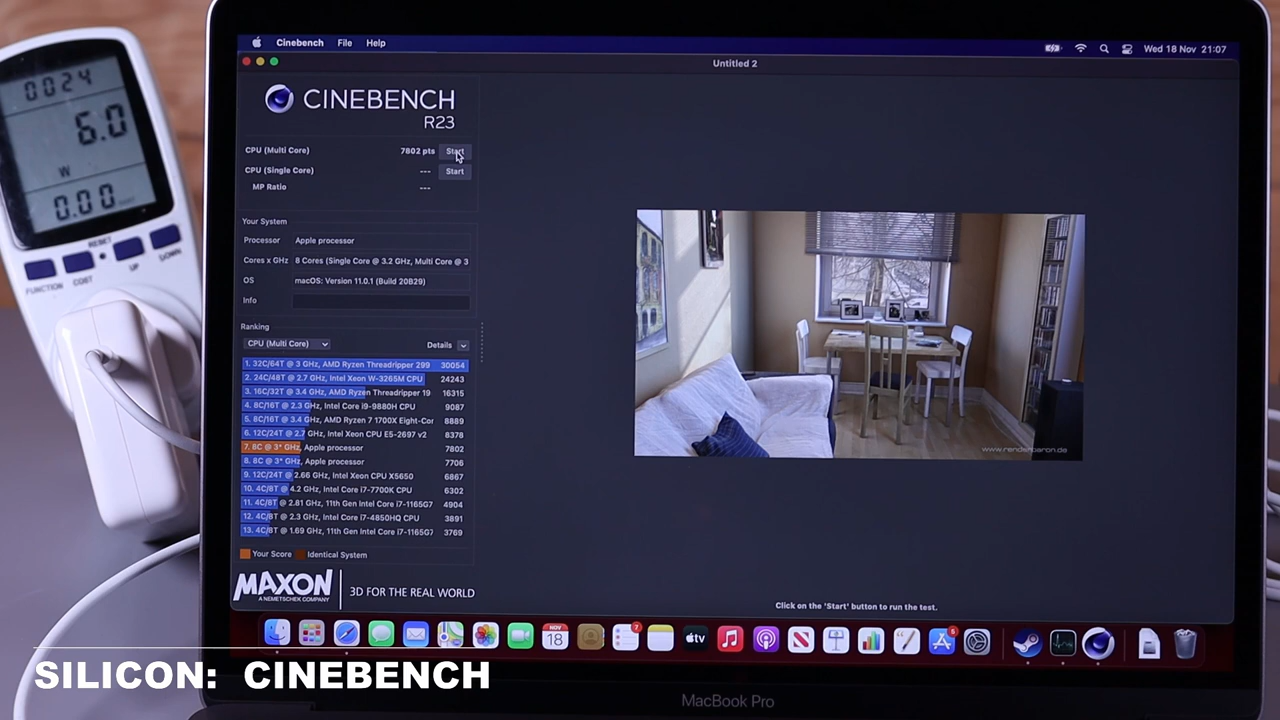 0024
6.0
W
0.00
RESET
FUNCTION
COST
UP
DOWN
Cinebench File Help
Wed 18 Nov 21:07
Untitled 2
CINEBENCH
R23
CPU (Multi Core) 7802 pts Start
CPU (Single Core) --- Start
MP Ratio ---
Your System
Processor Apple processor
Cores x GHz 8 Cores (Single Core @ 3.2 GHz, Multi Core @ 3
OS macOS: Version 11.0.1 (Build 20B29)
Info
Ranking
CPU (Multi Core) Details
1. 32C/64T @ 3 GHz, AMD Ryzen Threadripper 299 30054
2. 24C/48T @ 2.7 GHz, Intel Xeon W-3265M CPU 24243
3. 16C/32T @ 3.4 GHz, AMD Ryzen Threadripper 19 16315
4. 8C/16T @ 2.3 GHz, Intel Core i9-9880H CPU 9087
5. 8C/16T @ 3.4 GHz, AMD Ryzen 7 1700X Eight-Cor 8889
6. 12C/24T @ 2.7 GHz, Intel Xeon CPU E5-2697 v2 8378
7. 8C @ 3* GHz, Apple processor 7802
8. 8C @ 3* GHz, Apple processor 7706
9. 12C/24T @ 2.66 GHz, Intel Xeon CPU X5650 6867
10. 4C/8T @ 4.2 GHz, Intel Core i7-7700K CPU 6302
11. 4C/8T @ 2.81 GHz, 11th Gen Intel Core i7-1165G7 4904
12. 4C/8T @ 2.3 GHz, Intel Core i7-4850HQ CPU 3891
13. 4C/8T @ 1.69 GHz, 11th Gen Intel Core i7-1165G7 3769
Your Score Identical System
MAXON
A NEMETSCHEK COMPANY
3D FOR THE REAL WORLD
www.renderbaron.de
Click on the 'Start' button to run the test.
NOV
18
7
tv
5
SILICON: CINEBENCH
MacBook Pro